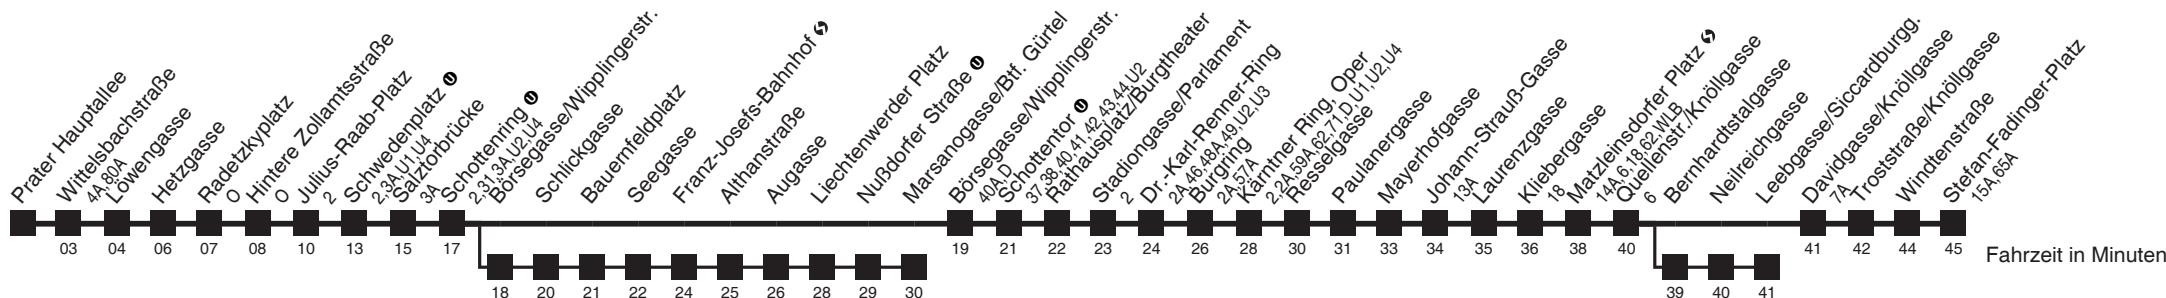 Prater Hauptallee
Wittelsbachstraße
4A,80A
Löwengasse
Hetzgasse
Radetzkyplatz
O
Hintere Zollamtsstraße
O
Julius-Raab-Platz
2
Schwedenplatz U
2,3A,U1,U4
Salztorbrücke
3A
Schottenring U
2,31,3A,U2,U4
Börsegasse/Wipplingerstr.
Schlickgasse
Bauernfeldplatz
Seegasse
Franz-Josefs-Bahnhof S
Althanstraße
Augasse
Liechtenwerder Platz
Nußdorfer Straße U
Marsanogasse/Btf. Gürtel
Börsegasse/Wipplingerstr.
40A,D
Schottentor U
37,38,40,41,42,43,44,U2
Rathausplatz/Burgtheater
Stadiongasse/Parlament
2
Dr.-Karl-Renner-Ring
2A,46,48A,49,U2,U3
Burgring
2A,57A
Kärntner Ring, Oper
2,2A,59A,62,71,D,U1,U2,U4
Resselgasse
Paulanergasse
Mayerhofgasse
Johann-Strauß-Gasse
13A
Laurenzgasse
Kliebergasse
18
Matzleinsdorfer Platz S
14A,6,18,62,WLB
Quellenstr./Knöllgasse
6
Bernhardtstalgasse
Neilreichgasse
Leebgasse/Siccardburgg.
Davidgasse/Knöllgasse
7A
Troststraße/Knöllgasse
Windtenstraße
Stefan-Fadinger-Platz
15A,65A
03 04 06 07 08 10 13 15 17 19 21 22 23 24 26 28 30 31 33 34 35 36 38 40 41 42 44 45
Fahrzeit in Minuten
18 20 21 22 24 25 26 28 29 30 39 40 41